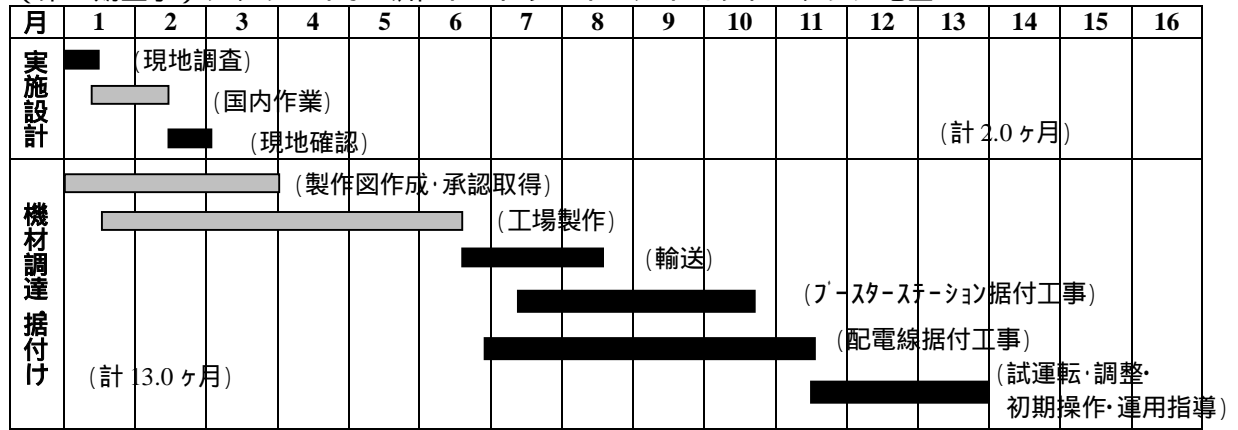 月 1 2 3 4 5 6 7 8 9 10 11 12 13 14 15 16
実施設計
(現地調査)
(国内作業)
(現地確認)
(計 2.0 ヶ月)
機材調達 据付け
(製作図作成・承認取得)
(工場製作)
(輸送)
(ブースターステーション据付工事)
(配電線据付工事)
(試運転・調整・
初期操作・運用指導)
(計 13.0 ヶ月)